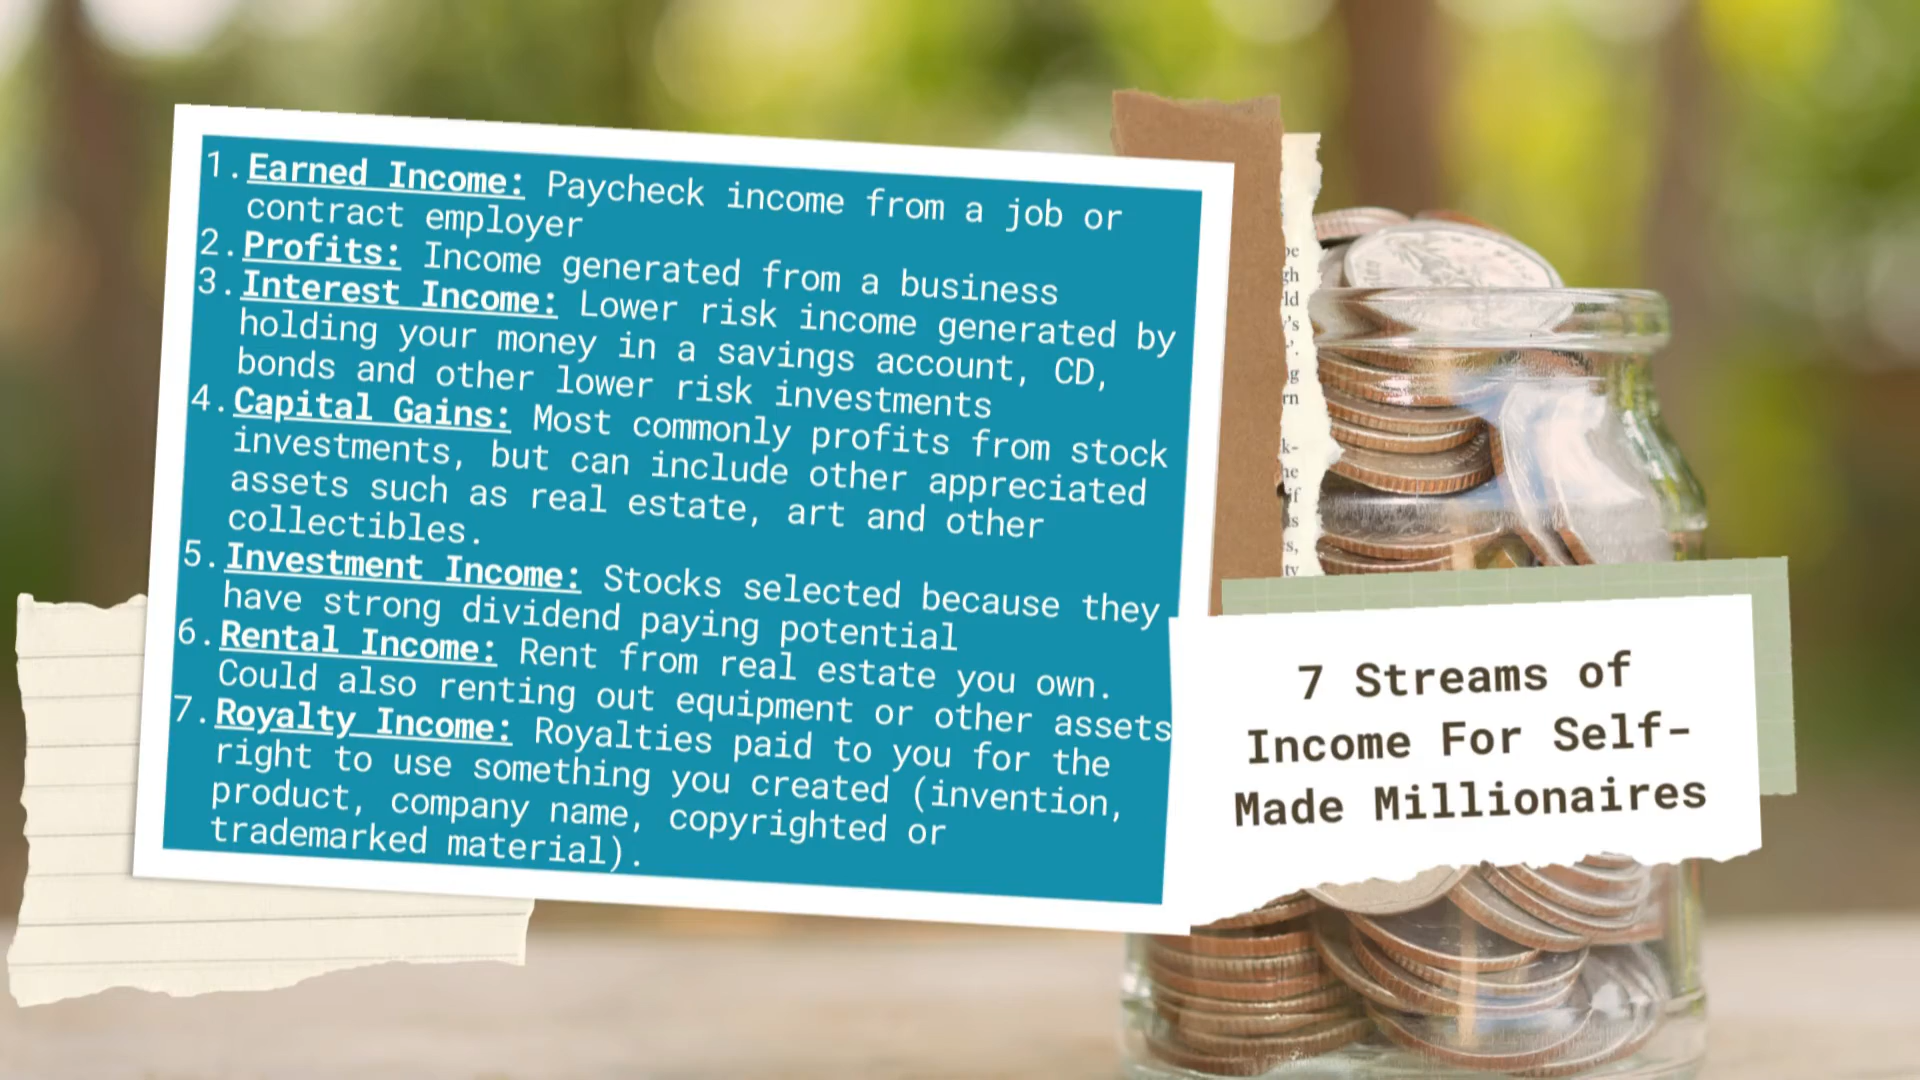 1. Earned Income: Paycheck income from a job or
contract employer
2. Profits: Income generated from a business
3. Interest Income: Lower risk income generated by
holding your money in a savings account, CD,
bonds and other lower risk investments
4. Capital Gains: Most commonly profits from stock
investments, but can include other appreciated
assets such as real estate, art and other
collectibles.
5. Investment Income: Stocks selected because they
have strong dividend paying potential
6. Rental Income: Rent from real estate you own.
Could also renting out equipment or other assets
7. Royalty Income: Royalties paid to you for the
right to use something you created (invention,
product, company name, copyrighted or
trademarked material).
7 Streams of
Income For Self-
Made Millionaires